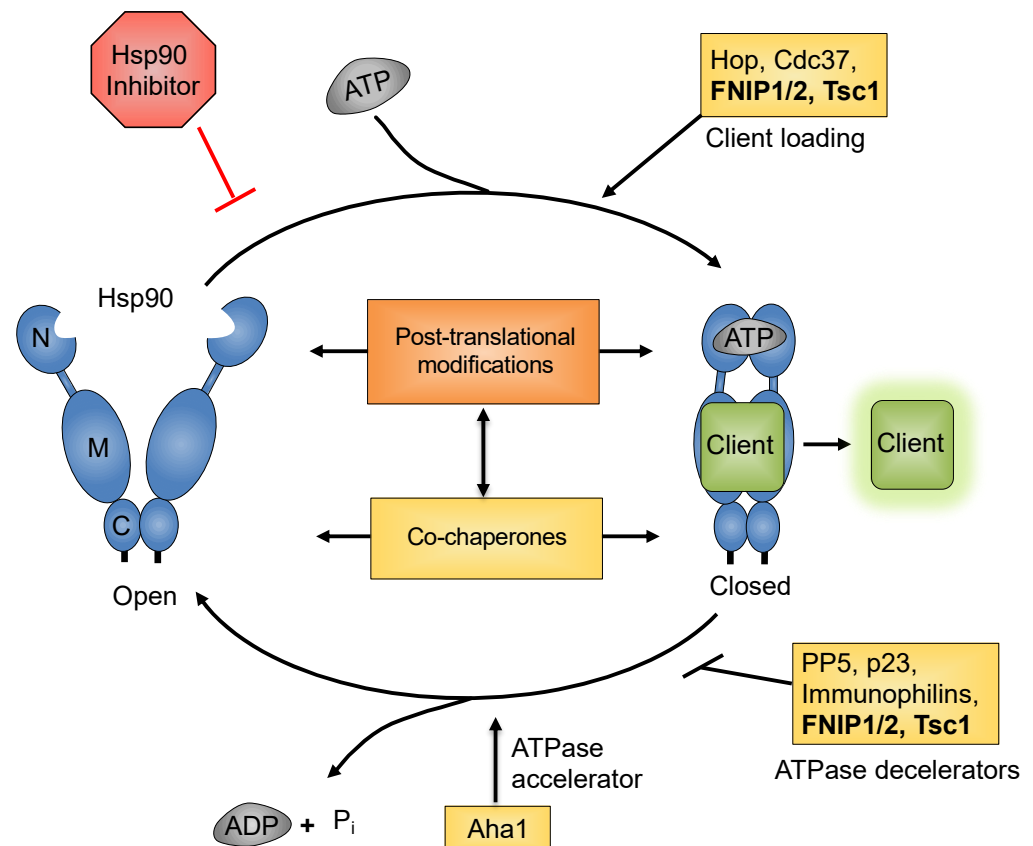 Hsp90
Inhibitor
ATP
Hop, Cdc37,
FNIP1/2, Tsc1
Client loading
Hsp90
N
M
C
Open
Post-translational
modifications
Co-chaperones
ATP
Client
Closed
Client
PP5, p23,
Immunophilins,
FNIP1/2, Tsc1
ATPase decelerators
ATPase
accelerator
Aha1
ADP + Pi